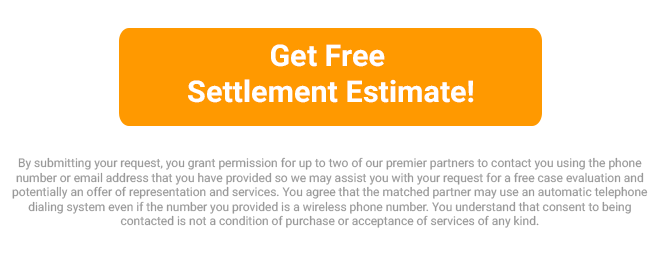 Get Free
Settlement Estimate!
By submitting your request, you grant permission for up to two of our premier partners to contact you using the phone
number or email address that you have provided so we may assist you with your request for a free case evaluation and
potentially an offer of representation and services. You agree that the matched partner may use an automatic telephone
dialing system even if the number you provided is a wireless phone number. You understand that consent to being
contacted is not a condition of purchase or acceptance of services of any kind.